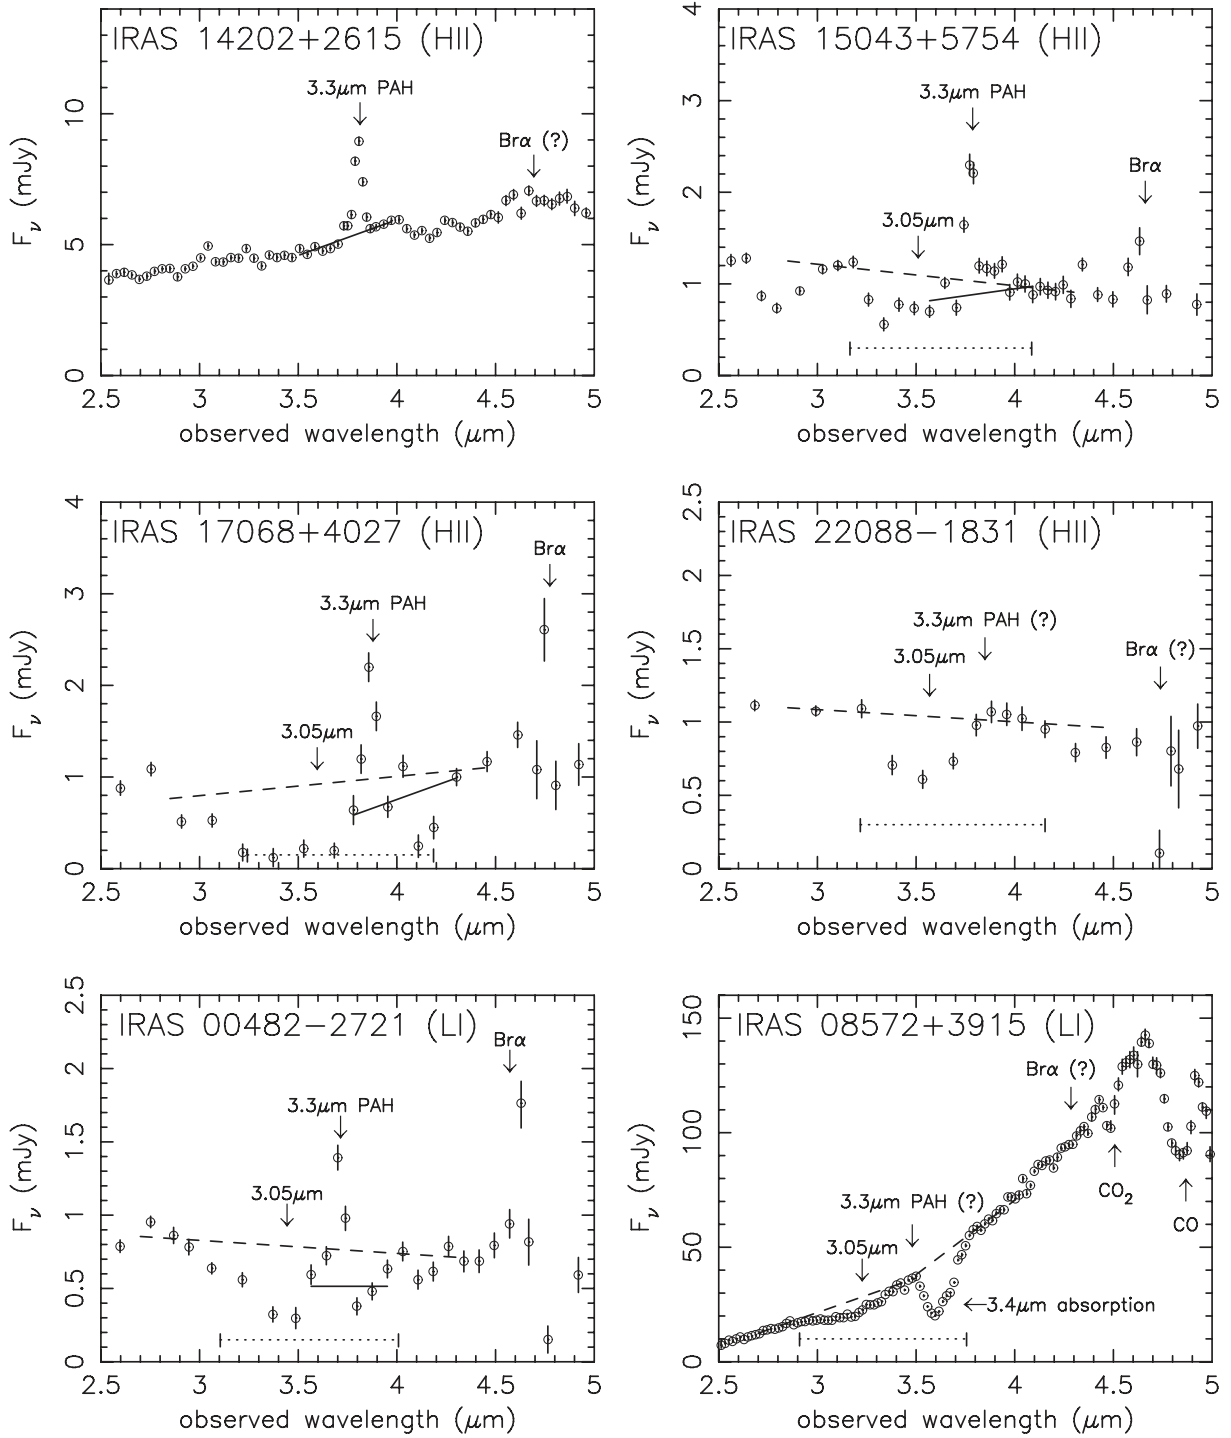 IRAS 14202+2615 (HII)
3.3μm PAH
Brα (?)
F_ν (mJy)
0
5
10
2.5
3
3.5
4
4.5
5
observed wavelength (μm)
IRAS 15043+5754 (HII)
3.3μm PAH
Brα
3.05μm
F_ν (mJy)
0
1
2
3
4
2.5
3
3.5
4
4.5
5
observed wavelength (μm)
IRAS 17068+4027 (HII)
Brα
3.3μm PAH
3.05μm
F_ν (mJy)
0
1
2
3
4
2.5
3
3.5
4
4.5
5
observed wavelength (μm)
IRAS 22088−1831 (HII)
3.3μm PAH (?)
3.05μm
Brα (?)
F_ν (mJy)
0
0.5
1
1.5
2
2.5
2.5
3
3.5
4
4.5
5
observed wavelength (μm)
IRAS 00482−2721 (LI)
Brα
3.3μm PAH
3.05μm
F_ν (mJy)
0
0.5
1
1.5
2
2.5
2.5
3
3.5
4
4.5
5
observed wavelength (μm)
IRAS 08572+3915 (LI)
Brα (?)
3.3μm PAH (?)
3.05μm
CO₂
CO
3.4μm absorption
F_ν (mJy)
0
50
100
150
2.5
3
3.5
4
4.5
5
observed wavelength (μm)